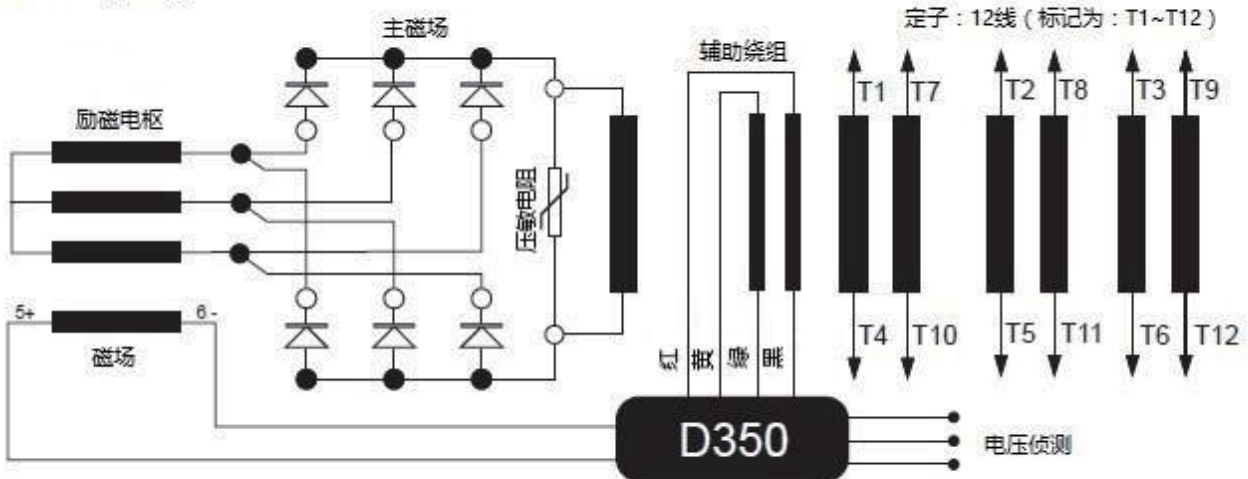 定子：12线（标记为：T1~T12）
主磁场
辅助绕组
T1 T7 T2 T8 T3 T9
励磁电枢
压敏电阻
5+ 6-
T4 T10 T5 T11 T6 T12
磁场
红 黄 绿 黑
D350
电压侦测